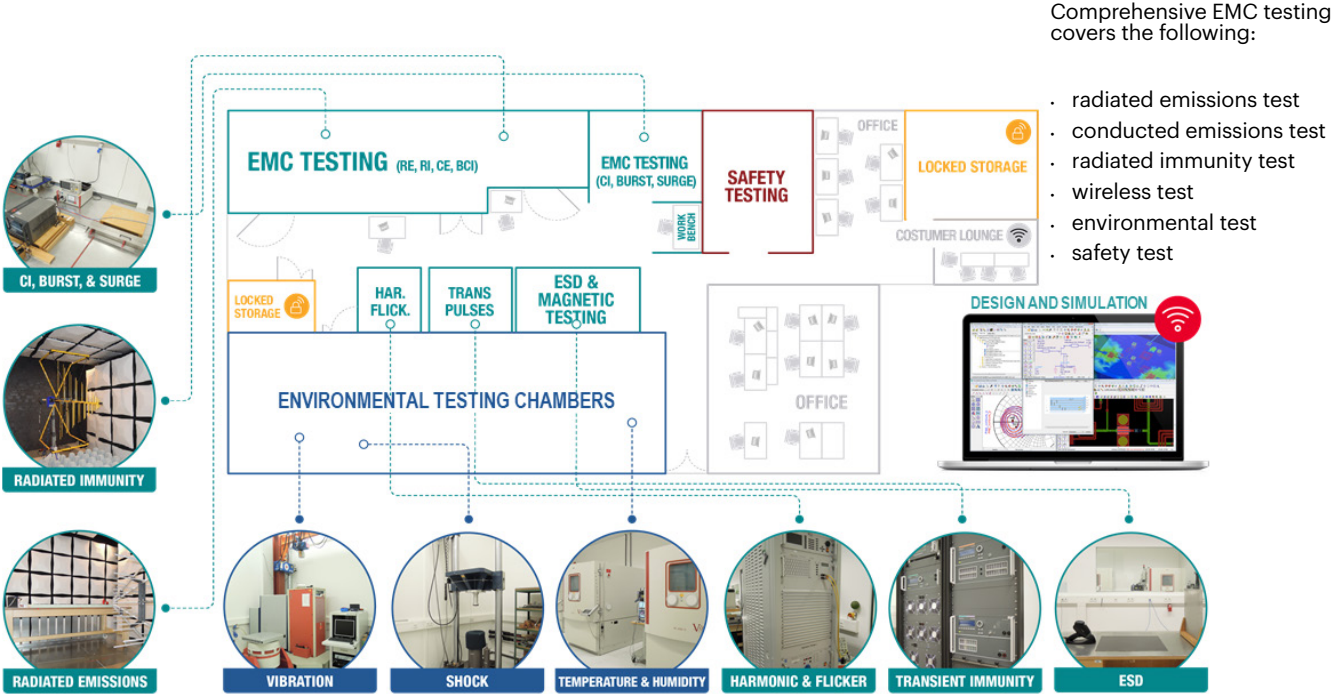 Comprehensive EMC testing
covers the following:
· radiated emissions test
· conducted emissions test
· radiated immunity test
· wireless test
· environmental test
· safety test
EMC TESTING (RE, RI, CE, BCI)
EMC TESTING
(CI, BURST, SURGE)
WORK
BENCH
SAFETY
TESTING
OFFICE
LOCKED STORAGE
COSTUMER LOUNGE
CI, BURST, & SURGE
LOCKED
STORAGE
HAR.
FLICK.
TRANS
PULSES
ESD &
MAGNETIC
TESTING
DESIGN AND SIMULATION
ENVIRONMENTAL TESTING CHAMBERS
OFFICE
RADIATED IMMUNITY
RADIATED EMISSIONS
VIBRATION
SHOCK
TEMPERATURE & HUMIDITY
HARMONIC & FLICKER
TRANSIENT IMMUNITY
ESD